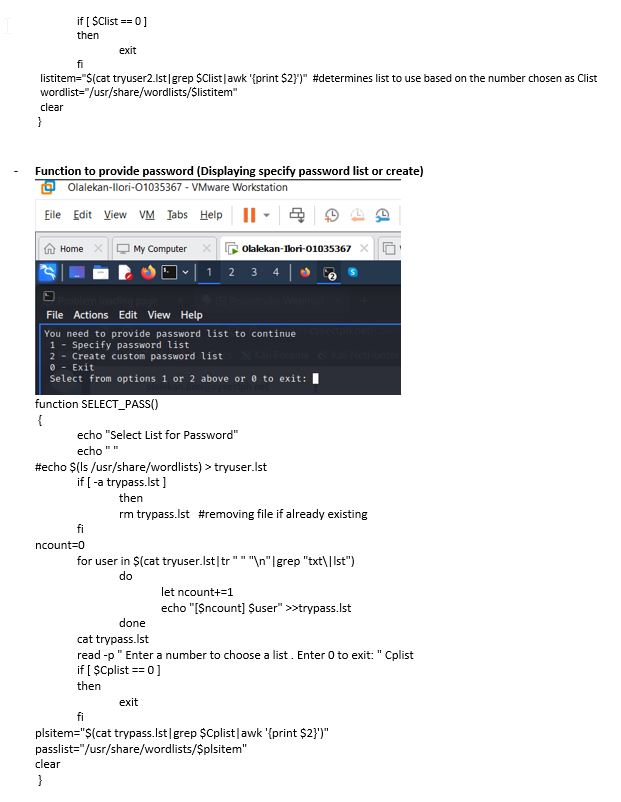 if [ $Clist == 0 ]
then
exit
fi
listitem="$(cat tryuser2.lst|grep $Clist|awk '{print $2}')" #determines list to use based on the number chosen as Clist
wordlist="/usr/share/wordlists/$listitem"
clear
}
- Function to provide password (Displaying specify password list or create)
Olalekan-Ilori-O1035367 - VMware Workstation
File Edit View VM Tabs Help
Home × My Computer × Olalekan-Ilori-O1035367 ×
1 2 3 4
File Actions Edit View Help
You need to provide password list to continue
1 - Specify password list
2 - Create custom password list
0 - Exit
Select from options 1 or 2 above or 0 to exit:
function SELECT_PASS()
{
echo "Select List for Password"
echo " "
#echo $(ls /usr/share/wordlists) > tryuser.lst
if [ -a trypass.lst ]
then
rm trypass.lst #removing file if already existing
fi
ncount=0
for user in $(cat tryuser.lst|tr " " "\n"|grep "txt\|lst")
do
let ncount+=1
echo "[$ncount] $user" >>trypass.lst
done
cat trypass.lst
read -p " Enter a number to choose a list . Enter 0 to exit: " Cplist
if [ $Cplist == 0 ]
then
exit
fi
plsitem="$(cat trypass.lst|grep $Cplist|awk '{print $2}')"
passlist="/usr/share/wordlists/$plsitem"
clear
}